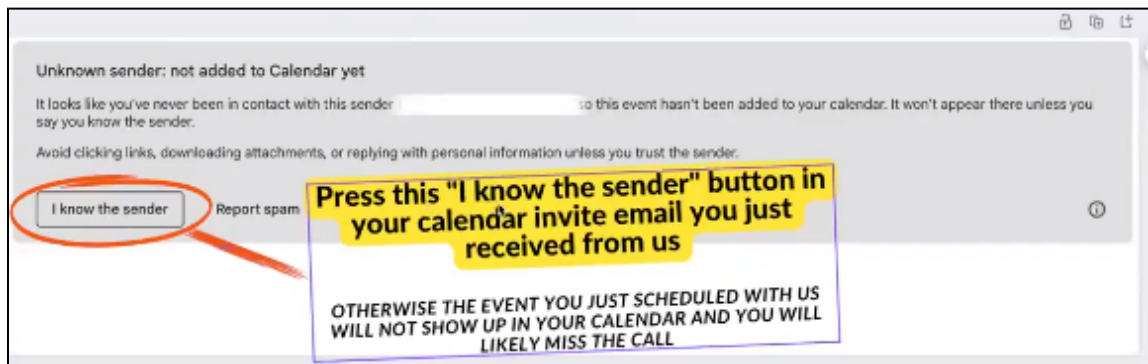 Unknown sender: not added to Calendar yet
It looks like you've never been in contact with this sender so this event hasn't been added to your calendar. It won't appear there unless you
say you know the sender.
Avoid clicking links, downloading attachments, or replying with personal information unless you trust the sender.
I know the sender Report spam
Press this "I know the sender" button in
your calendar invite email you just
received from us
OTHERWISE THE EVENT YOU JUST SCHEDULED WITH US
WILL NOT SHOW UP IN YOUR CALENDAR AND YOU WILL
LIKELY MISS THE CALL